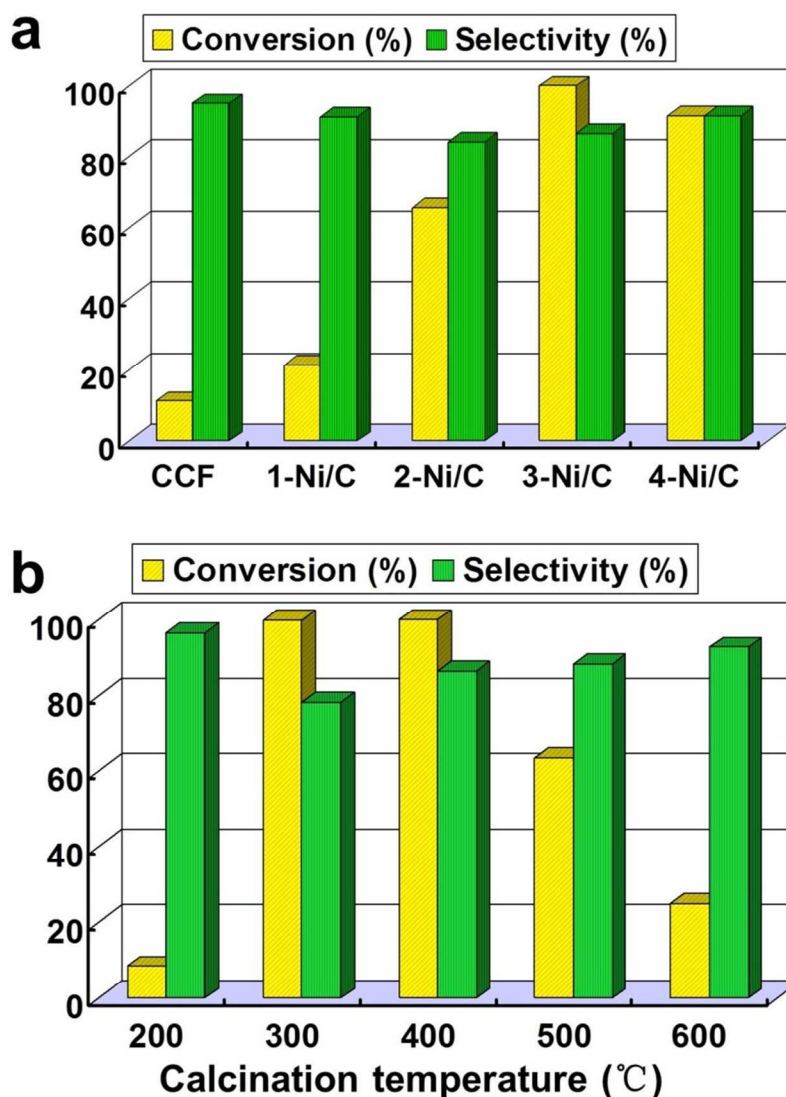 a
Conversion (%) Selectivity (%)
100
80
60
40
20
0
CCF 1-Ni/C 2-Ni/C 3-Ni/C 4-Ni/C
b
Conversion (%) Selectivity (%)
100
80
60
40
20
0
200 300 400 500 600
Calcination temperature (℃)